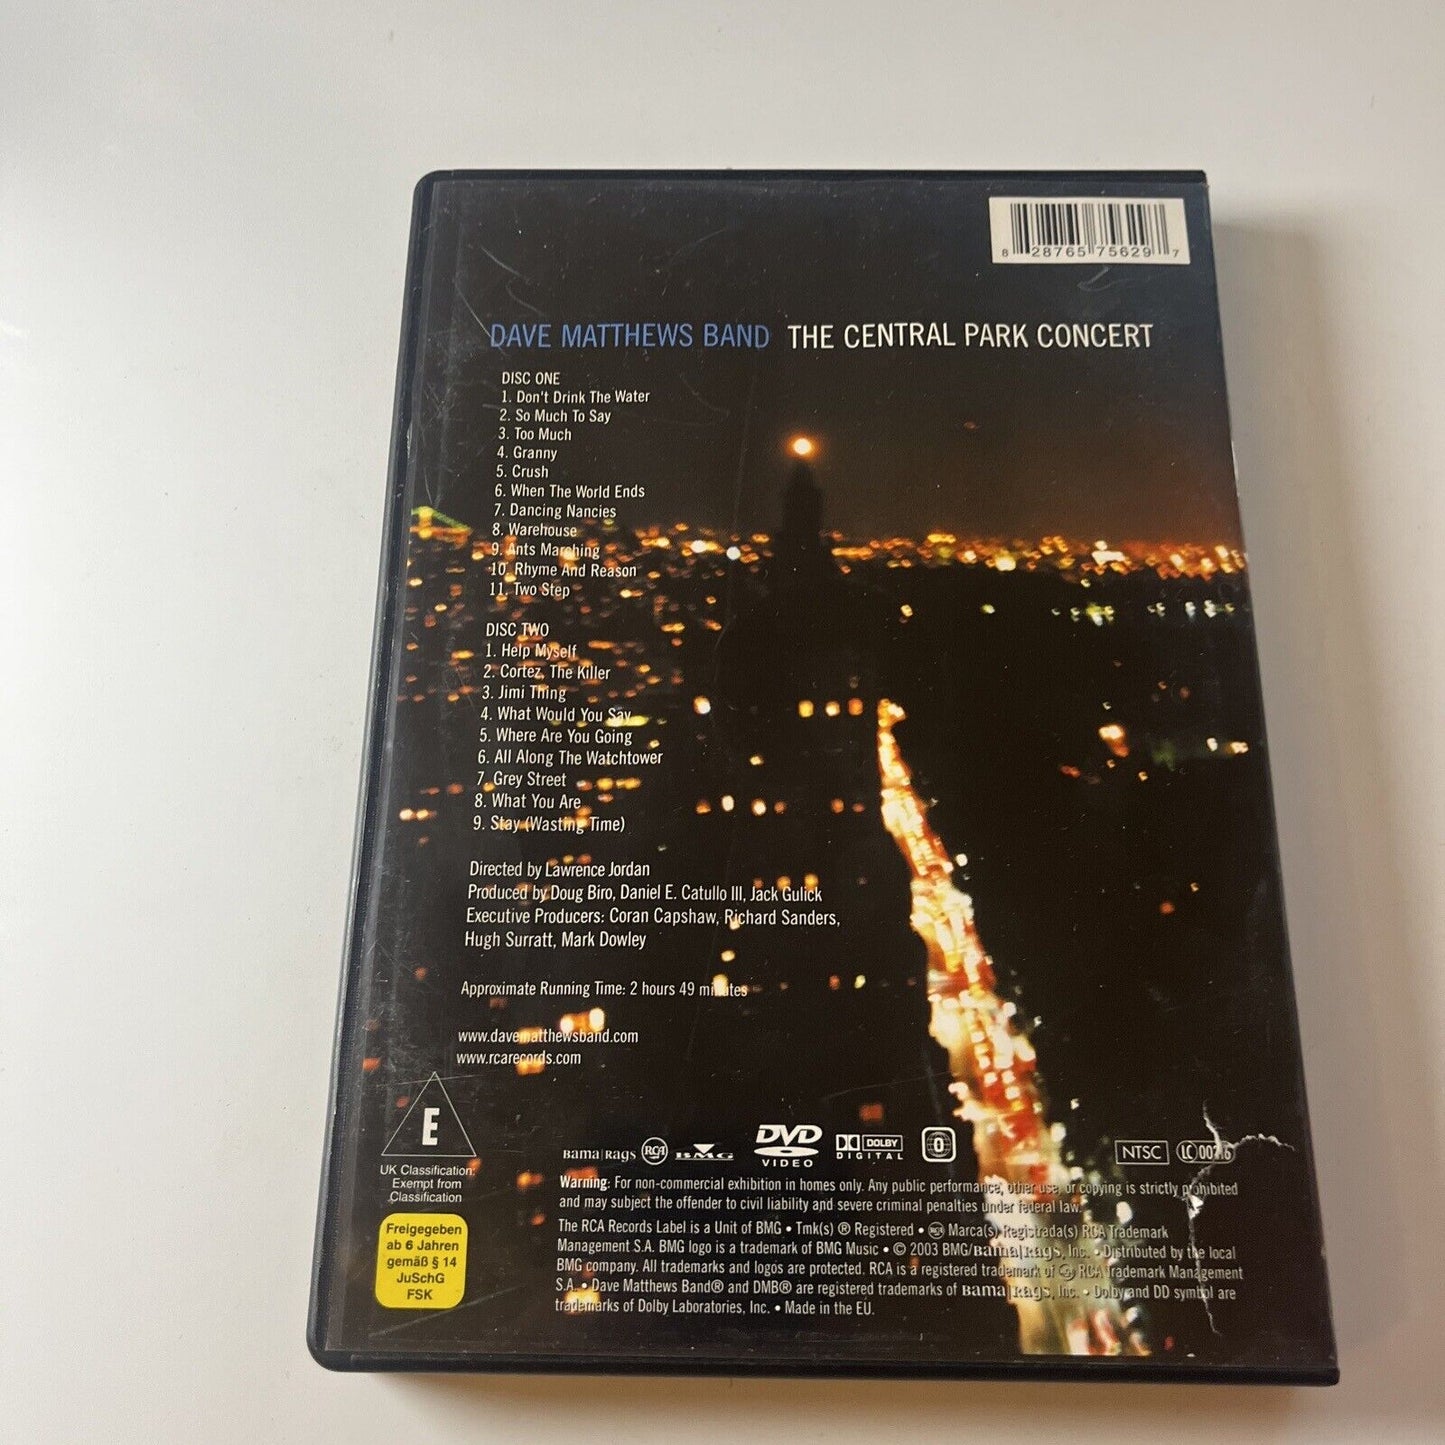 8 28765 75629 7
DAVE MATTHEWS BAND THE CENTRAL PARK CONCERT
DISC ONE
1. Don't Drink The Water
2. So Much To Say
3. Too Much
4. Granny
5. Crush
6. When The World Ends
7. Dancing Nancies
8. Warehouse
9. Ants Marching
10. Rhyme And Reason
11. Two Step
DISC TWO
1. Help Myself
2. Cortez, The Killer
3. Jimi Thing
4. What Would You Say
5. Where Are You Going
6. All Along The Watchtower
7. Grey Street
8. What You Are
9. Stay (Wasting Time)
Directed by Lawrence Jordan
Produced by Doug Biro, Daniel E. Catullo III, Jack Gulick
Executive Producers: Coran Capshaw, Richard Sanders,
Hugh Surratt, Mark Dowley
Approximate Running Time: 2 hours 49 minutes
www.davematthewsband.com
www.rcarecords.com
E
UK Classification:
Exempt from
Classification
Freigegeben
ab 6 Jahren
gemäß § 14
JuSchG
FSK
Bama|Rags RCA BMG DVD VIDEO DOLBY DIGITAL 0 NTSC LC
Warning: For non-commercial exhibition in homes only. Any public performance, other use, or copying is strictly prohibited
and may subject the offender to civil liability and severe criminal penalties under federal law.
The RCA Records Label is a Unit of BMG • Tmk(s) ® Registered • RCA Marca(s) Registrada(s) RCA Trademark
Management S.A. BMG logo is a trademark of BMG Music • © 2003 BMG/Bama|Rags, Inc. • Distributed by the local
BMG company. All trademarks and logos are protected. RCA is a registered trademark of RCA Trademark Management
S.A. • Dave Matthews Band® and DMB® are registered trademarks of Bama|Rags, Inc. • Dolby and DD symbol are
trademarks of Dolby Laboratories, Inc. • Made in the EU.